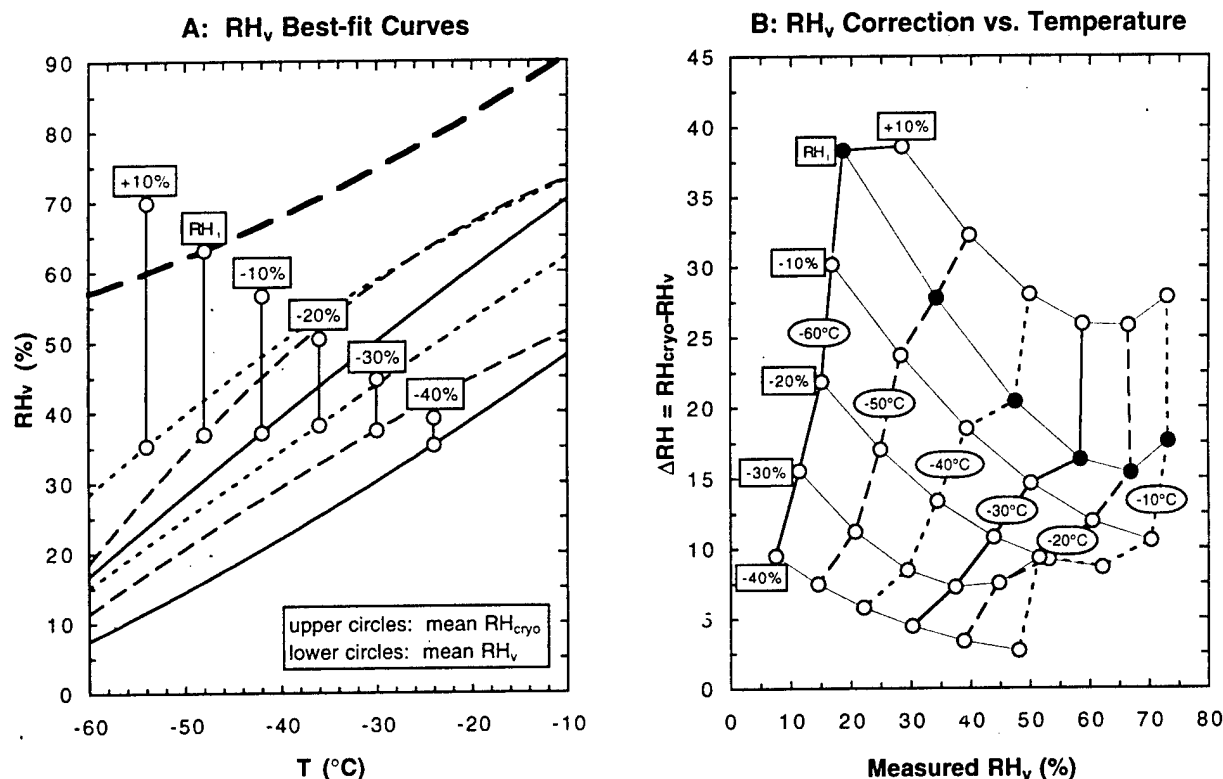 A: RHv Best-fit Curves
90
80
70
60
50
40
30
20
10
0
RHv (%)
+10%
RHI
-10%
-20%
-30%
-40%
upper circles: mean RHcryo
lower circles: mean RHv
-60 -50 -40 -30 -20 -10
T (°C)
B: RHv Correction vs. Temperature
45
40
35
30
25
20
15
10
5
0
ΔRH = RHcryo-RHv
+10%
RHI
-10%
-60°C
-20%
-50°C
-30%
-40°C
-30°C
-10°C
-20°C
-40%
0 10 20 30 40 50 60 70 80
Measured RHv (%)